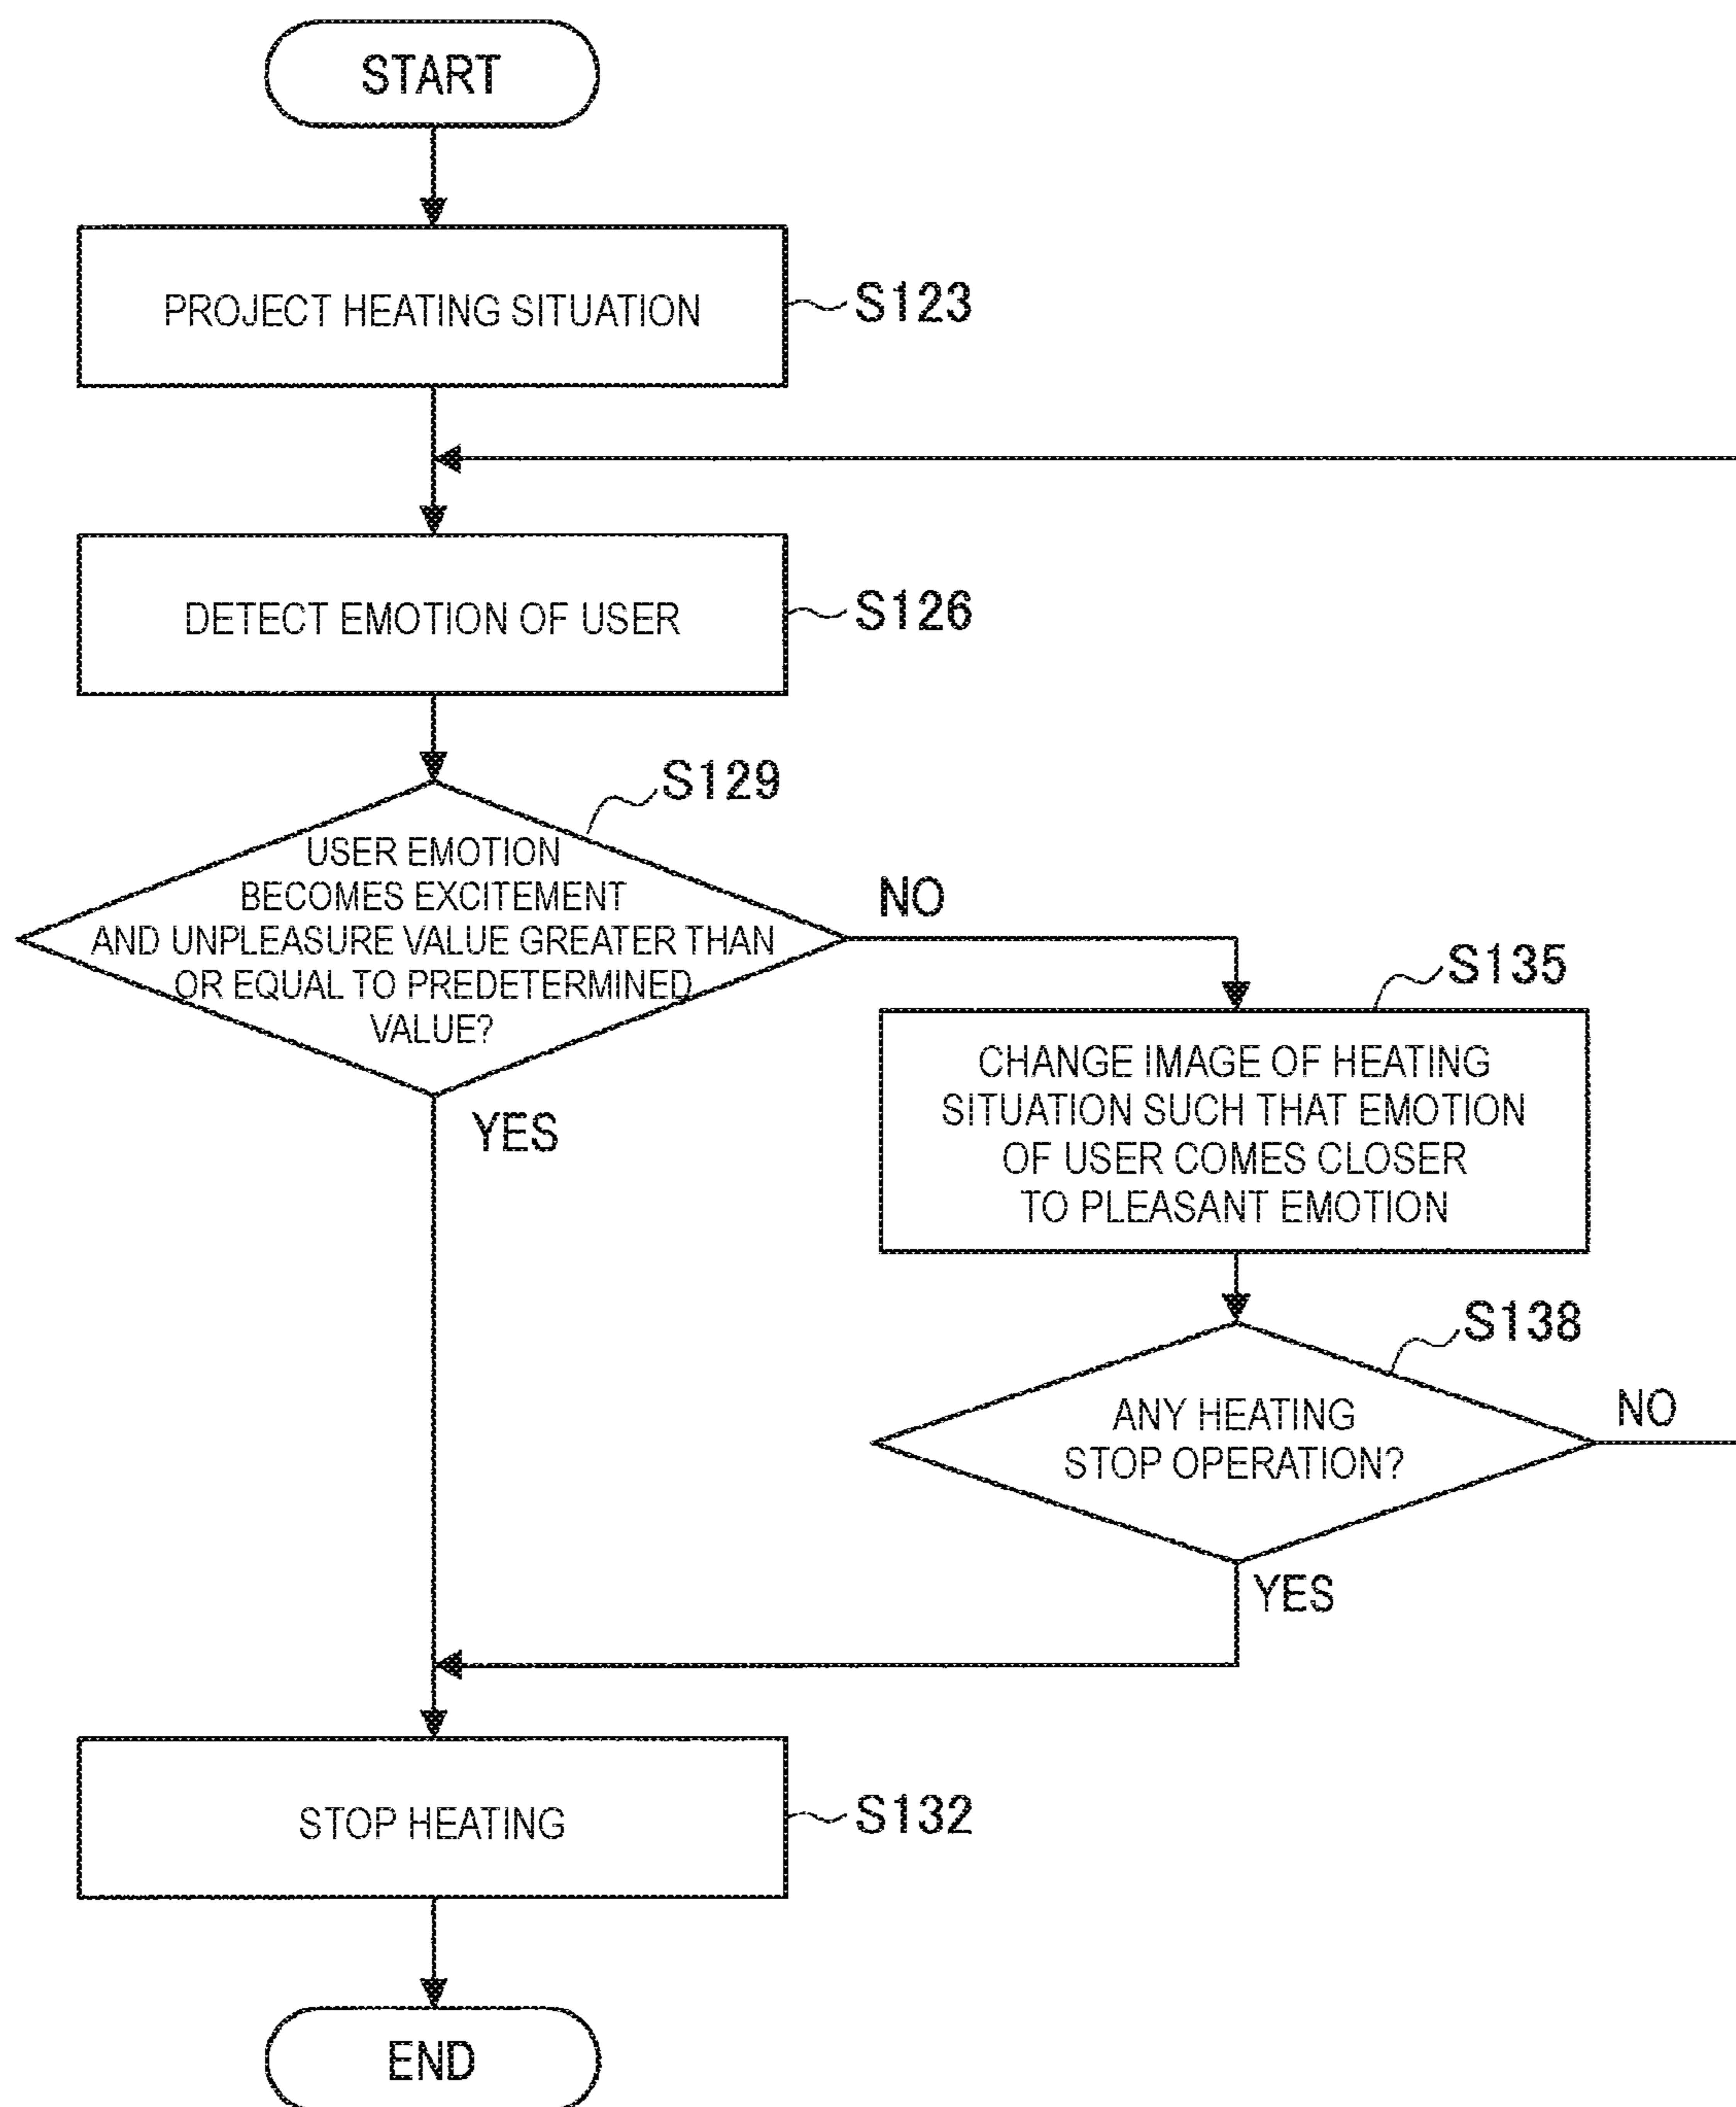 START
PROJECT HEATING SITUATION
S123
DETECT EMOTION OF USER
S126
S129
USER EMOTION
BECOMES EXCITEMENT
AND UNPLEASURE VALUE GREATER THAN
OR EQUAL TO PREDETERMINED
VALUE?
NO
YES
S135
CHANGE IMAGE OF HEATING
SITUATION SUCH THAT EMOTION
OF USER COMES CLOSER
TO PLEASANT EMOTION
S138
ANY HEATING
STOP OPERATION?
NO
YES
STOP HEATING
S132
END